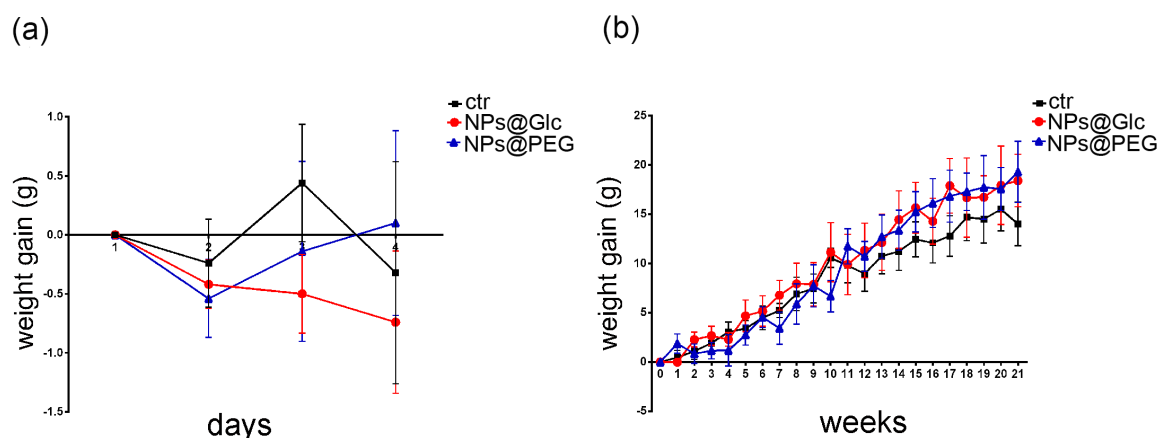 (a)
(b)
ctr
NPs@Glc
NPs@PEG
ctr
NPs@Glc
NPs@PEG
weight gain (g)
1.0
0.5
0.0
-0.5
-1.0
-1.5
1
2
4
days
weight gain (g)
25
20
15
10
5
0
-5
0 1 2 3 4 5 6 7 8 9 10 11 12 13 14 15 16 17 18 19 20 21
weeks